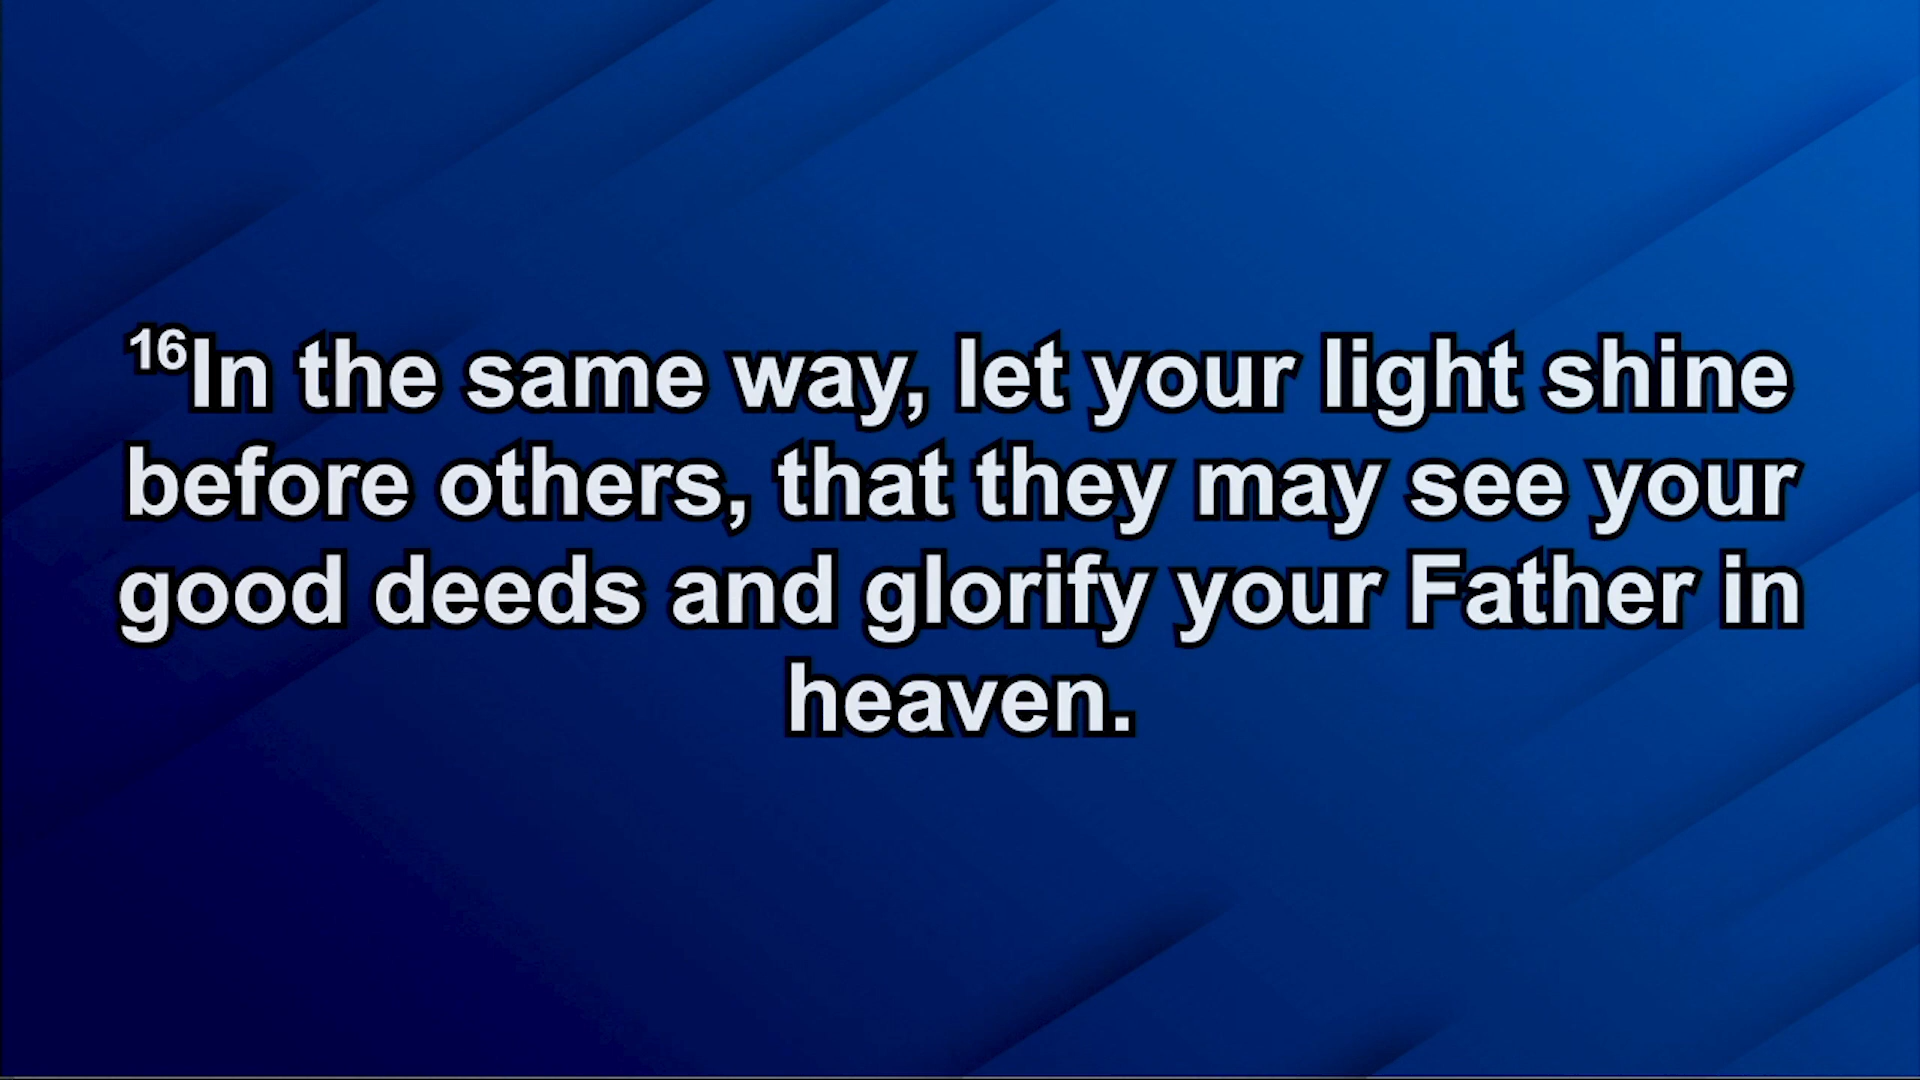 16In the same way, let your light shine
before others, that they may see your
good deeds and glorify your Father in
heaven.